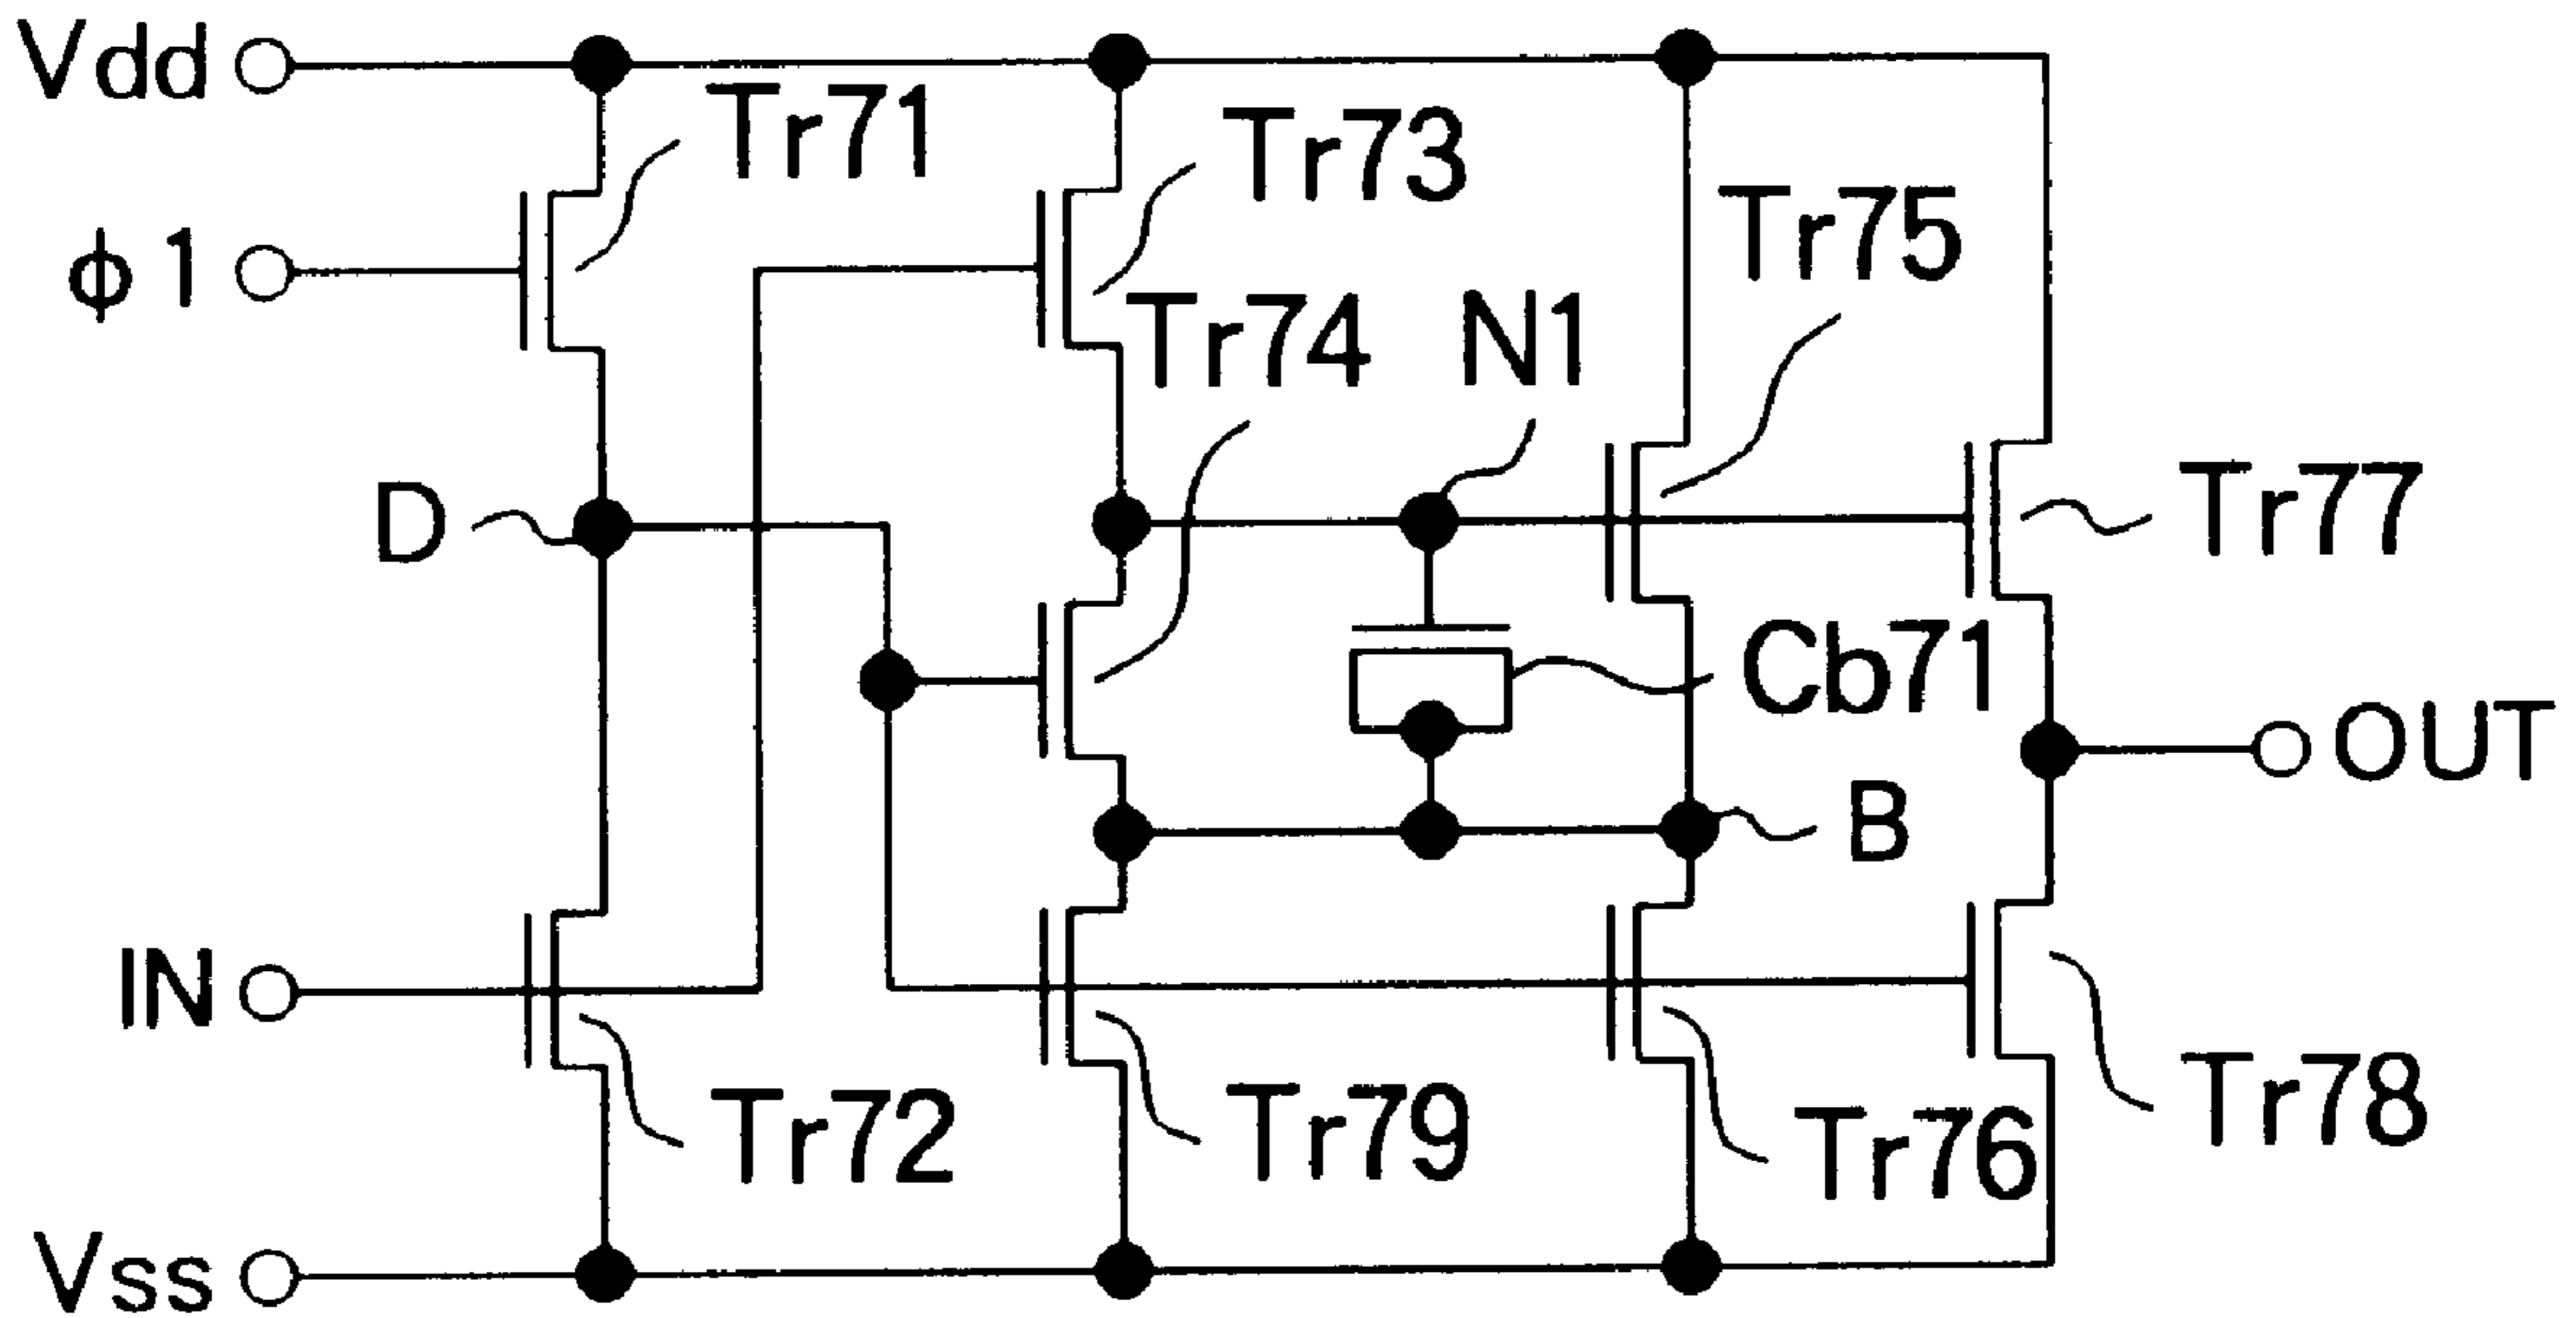 Vdd
Tr71
Tr73
Tr75
ϕ1
Tr74
N1
D
Tr77
Cb71
OUT
B
IN
Tr72
Tr79
Tr76
Tr78
Vss